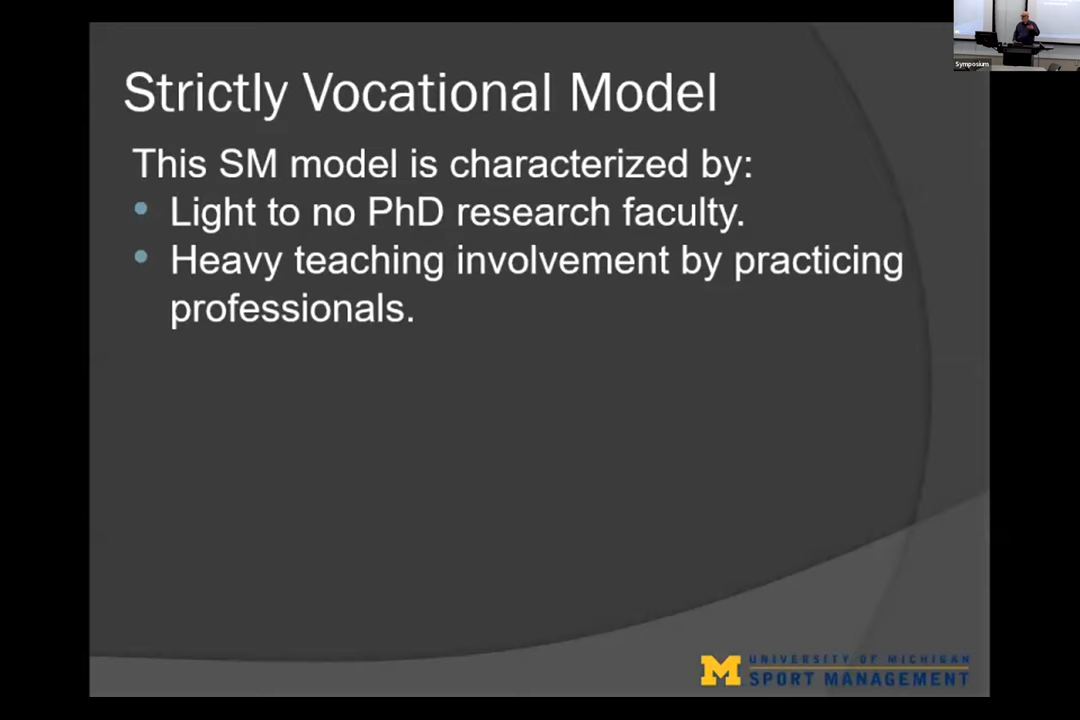 Strictly Vocational Model
This SM model is characterized by:
• Light to no PhD research faculty.
• Heavy teaching involvement by practicing
professionals.
UNIVERSITY OF MICHIGAN
SPORT MANAGEMENT
Symposium